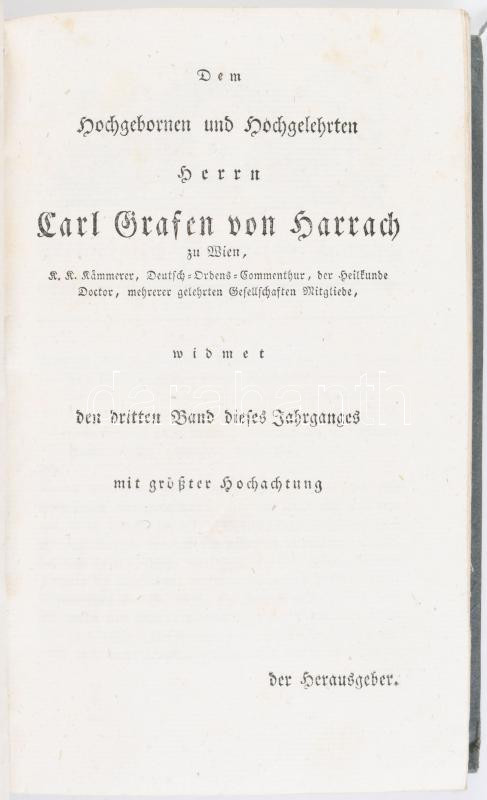 Dem
Hochgebornen und Hochgelehrten
Herrn
Carl Grafen von Harrach
zu Wien,
K. K. Kämmerer, Deutsch-Ordens-Commenthur, der Heilkunde
Doctor, mehrerer gelehrten Gesellschaften Mitgliede,
widmet
darabanth
den dritten Band dieses Jahrganges
mit größter Hochachtung
der Herausgeber.